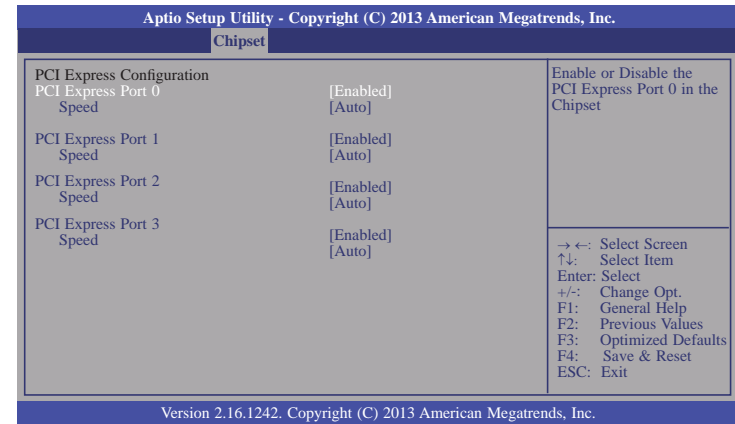 Aptio Setup Utility - Copyright (C) 2013 American Megatrends, Inc.
Chipset
PCI Express Configuration
PCI Express Port 0 [Enabled]
Speed [Auto]
PCI Express Port 1 [Enabled]
Speed [Auto]
PCI Express Port 2 [Enabled]
Speed [Auto]
PCI Express Port 3 [Enabled]
Speed [Auto]
Enable or Disable the
PCI Express Port 0 in the
Chipset
→ ←: Select Screen
↑↓: Select Item
Enter: Select
+/-: Change Opt.
F1: General Help
F2: Previous Values
F3: Optimized Defaults
F4: Save & Reset
ESC: Exit
Version 2.16.1242. Copyright (C) 2013 American Megatrends, Inc.